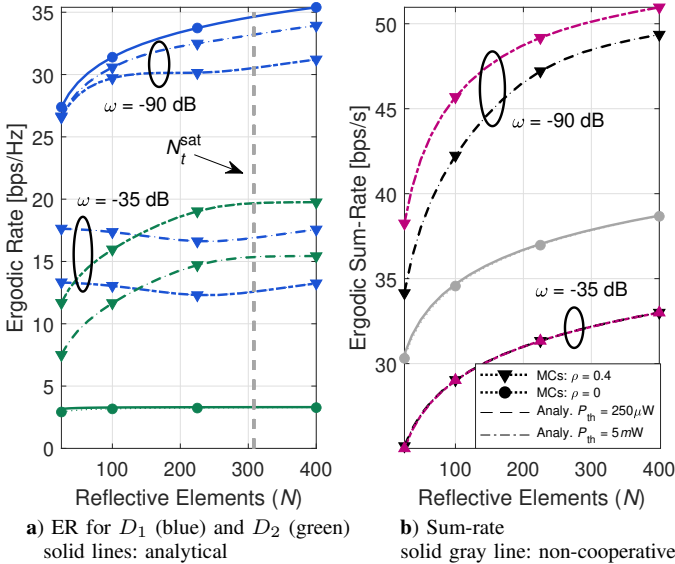 35
30
25
20
15
10
5
0
Ergodic Rate [bps/Hz]
100
200
300
400
Reflective Elements (N)
ω = -90 dB
N_t^sat
ω = -35 dB
a) ER for D₁ (blue) and D₂ (green)
solid lines: analytical
50
45
40
35
30
Ergodic Sum-Rate [bps/s]
100
200
300
400
Reflective Elements (N)
ω = -90 dB
ω = -35 dB
MCs: ρ = 0.4
MCs: ρ = 0
Analy. P_th = 250μW
Analy. P_th = 5mW
b) Sum-rate
solid gray line: non-cooperative